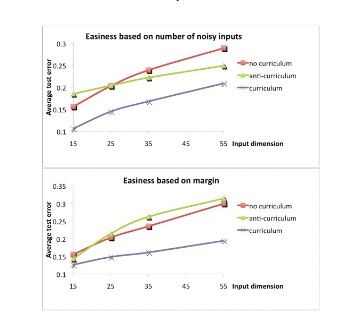 Easiness based on number of noisy inputs
Average test error
0.3
0.25
0.2
0.15
0.1
15 25 35 45 55 Input dimension
no curriculum
anti-curriculum
curriculum
Easiness based on margin
Average test error
0.35
0.3
0.25
0.2
0.15
0.1
15 25 35 45 55 Input dimension
no curriculum
anti-curriculum
curriculum